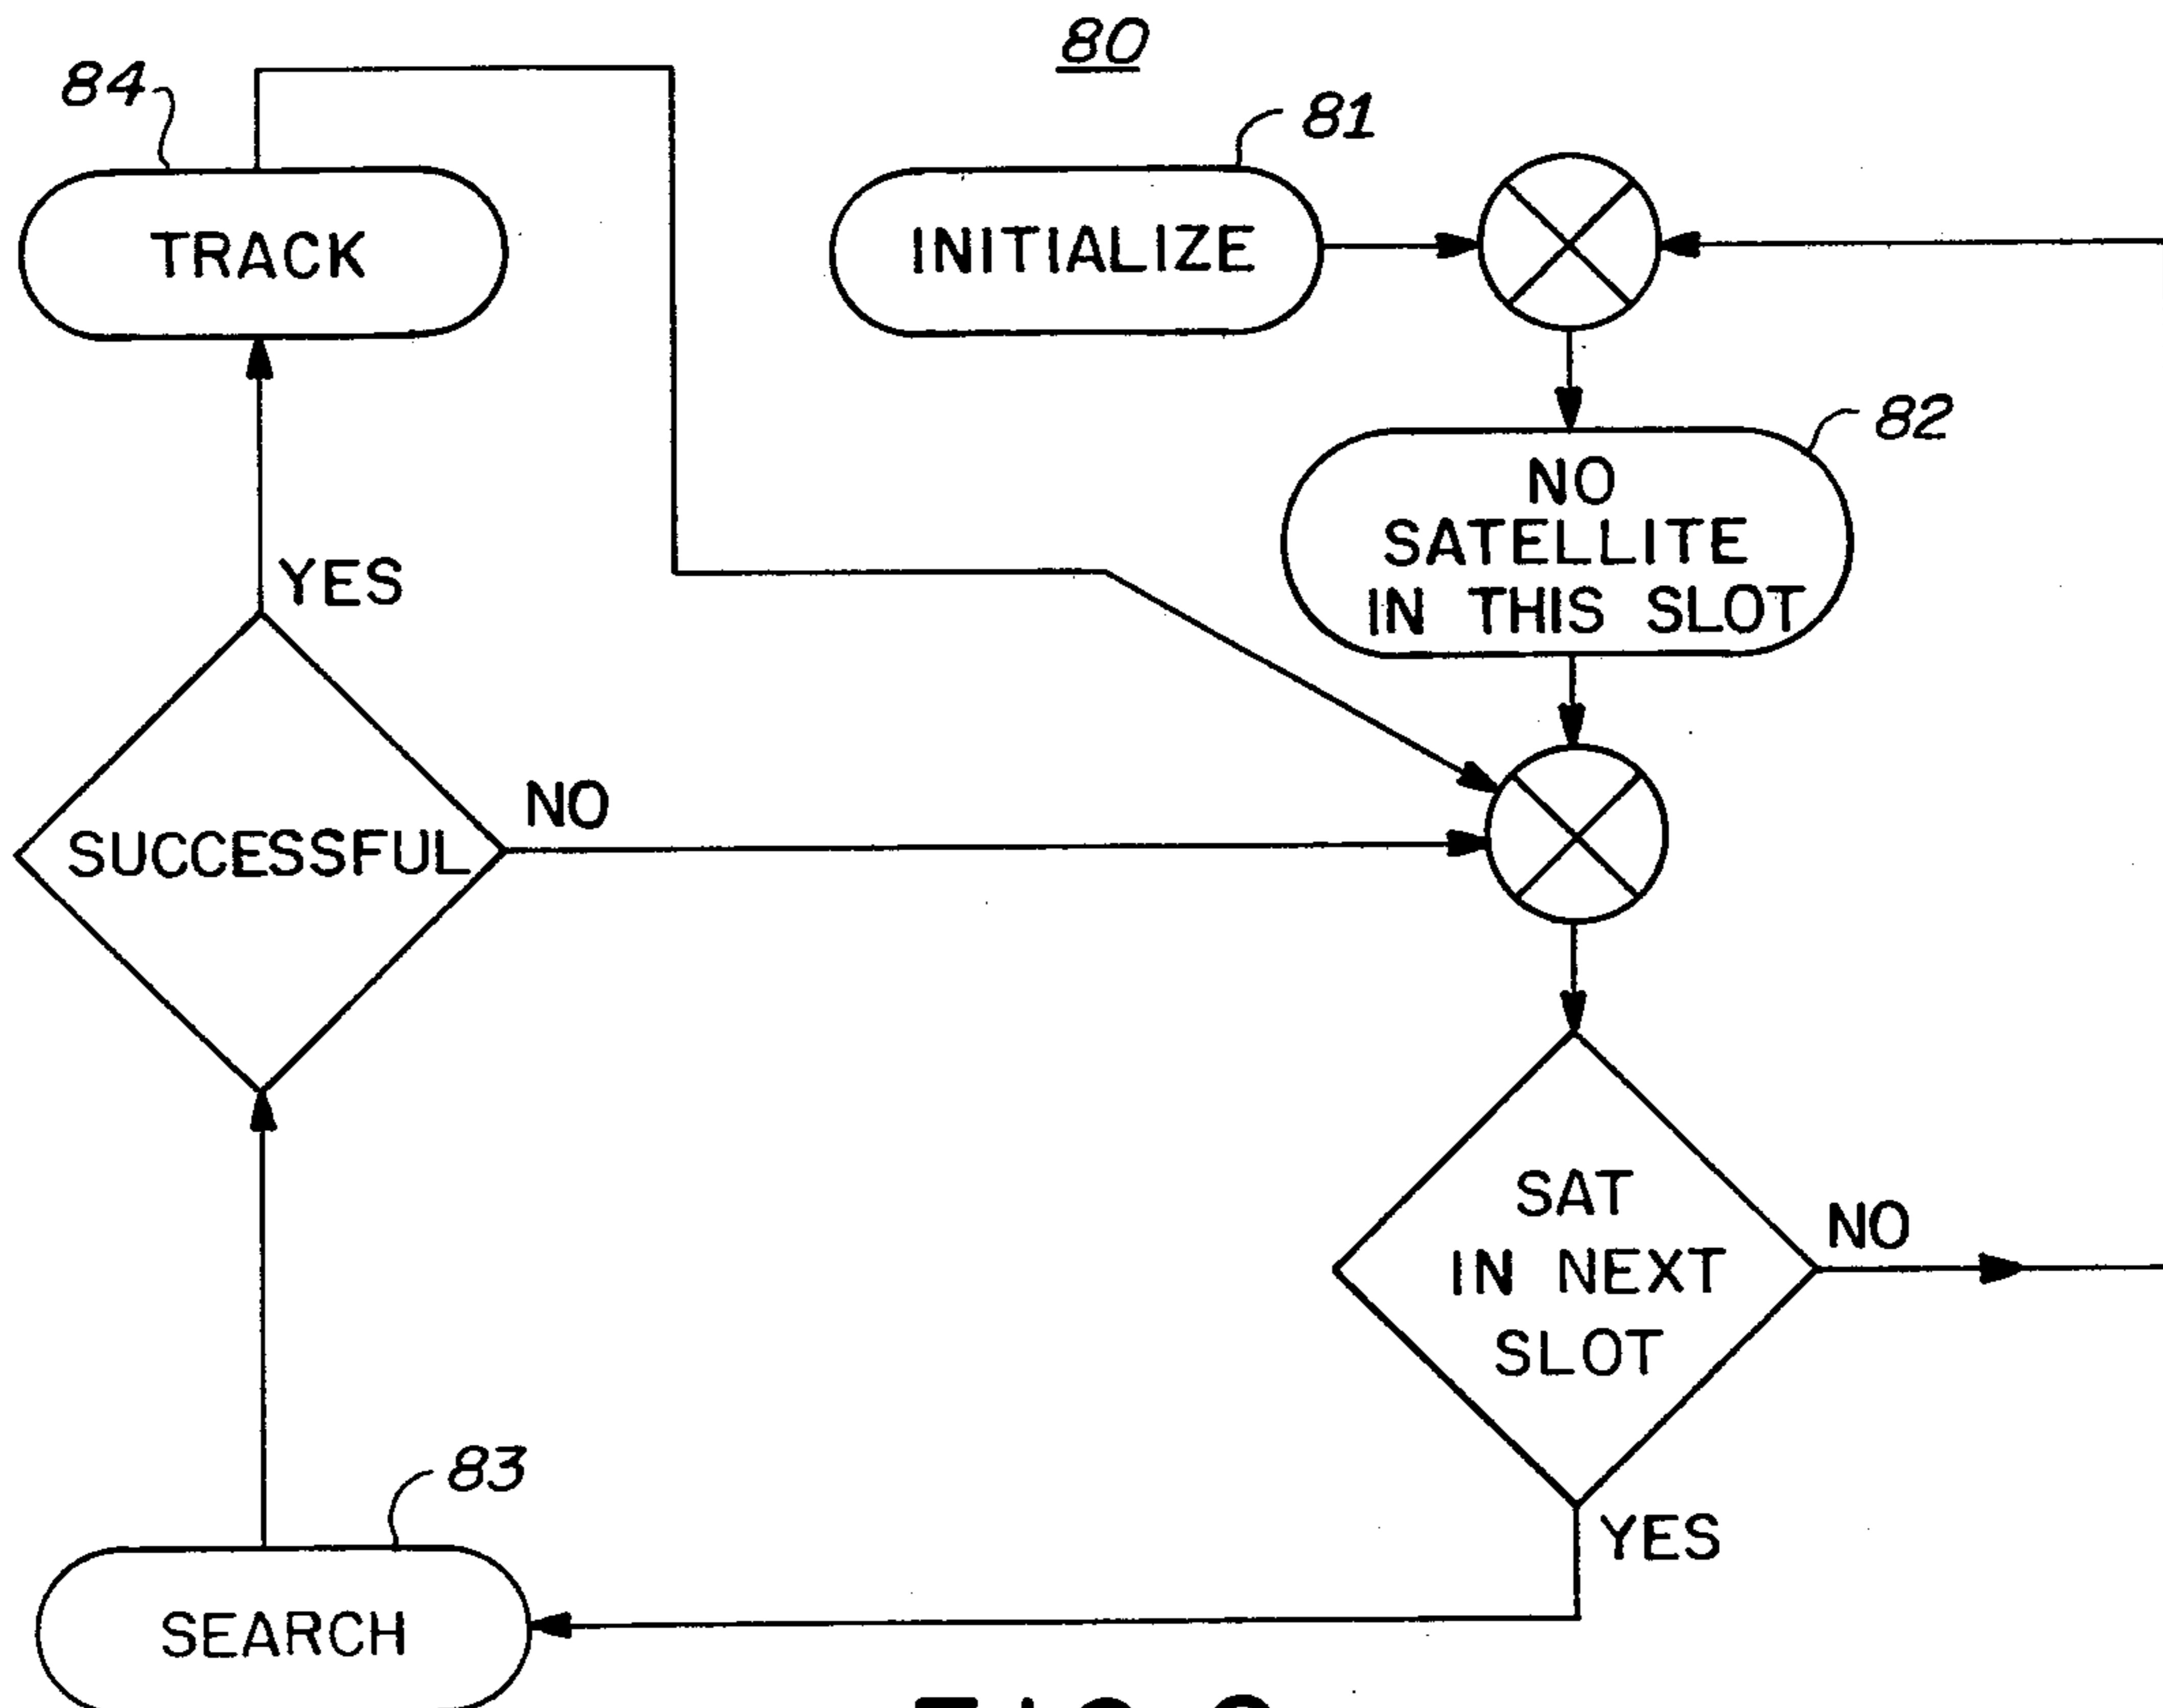 80
84
81
TRACK
INITIALIZE
82
NO
SATELLITE
IN THIS SLOT
YES
NO
SUCCESSFUL
SAT
IN NEXT
SLOT
NO
83
YES
SEARCH